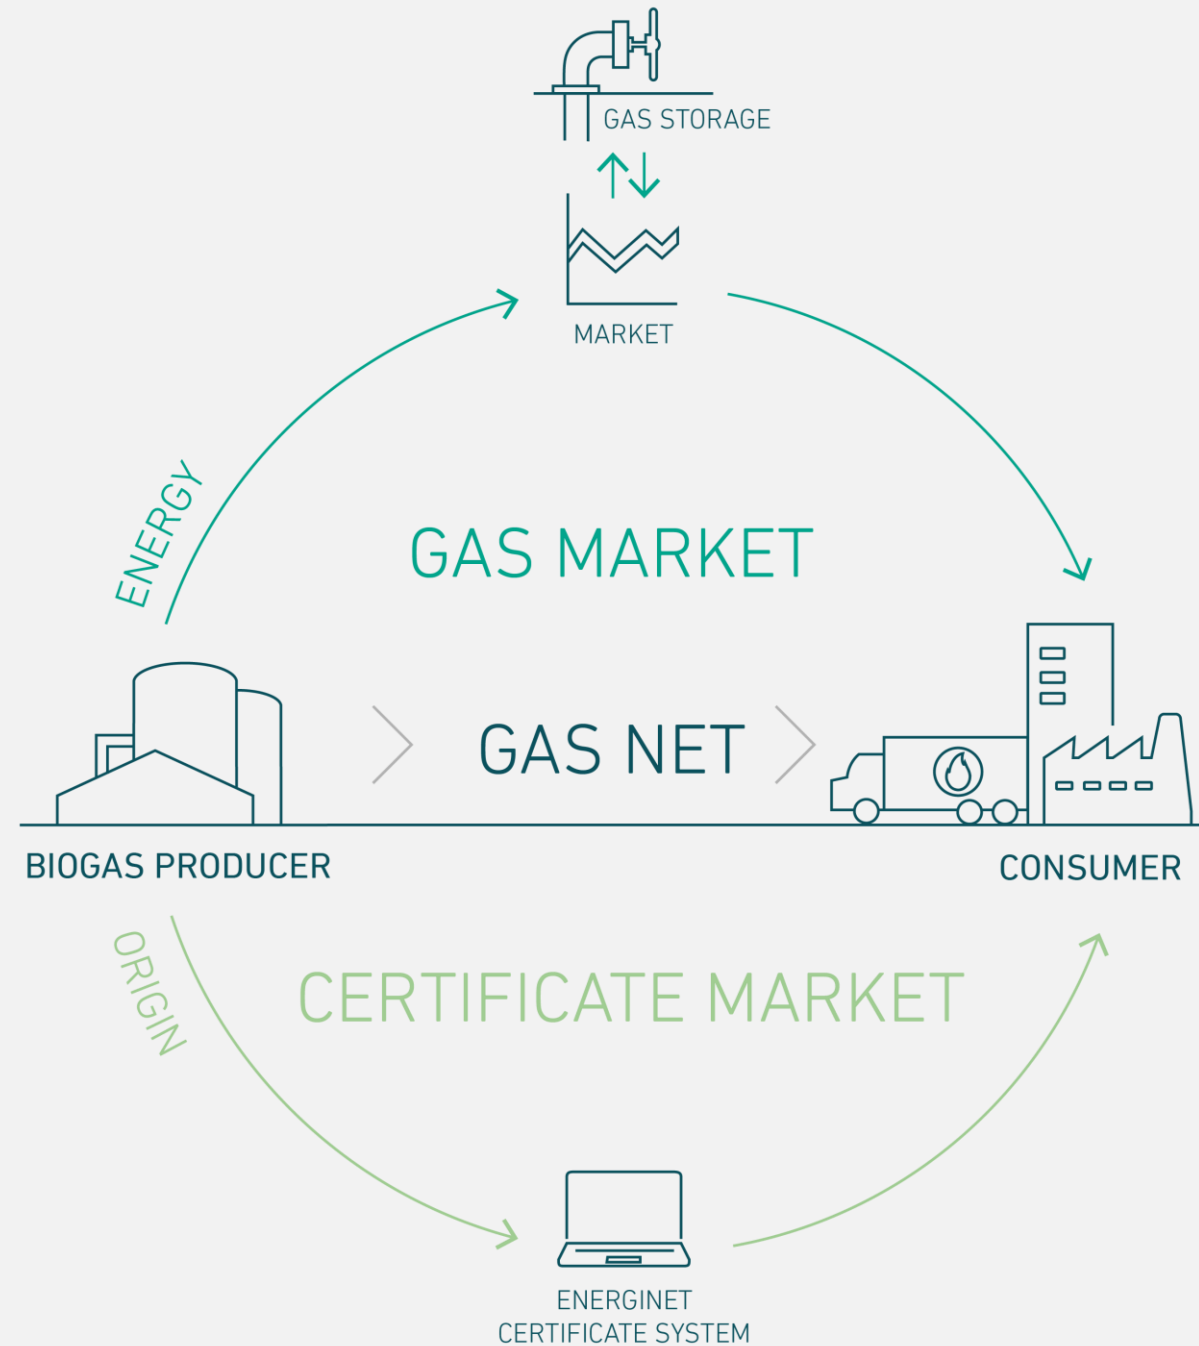 GAS STORAGE
MARKET
ENERGY
GAS MARKET
GAS NET
BIOGAS PRODUCER
CONSUMER
ORIGIN
CERTIFICATE MARKET
ENERGINET
CERTIFICATE SYSTEM